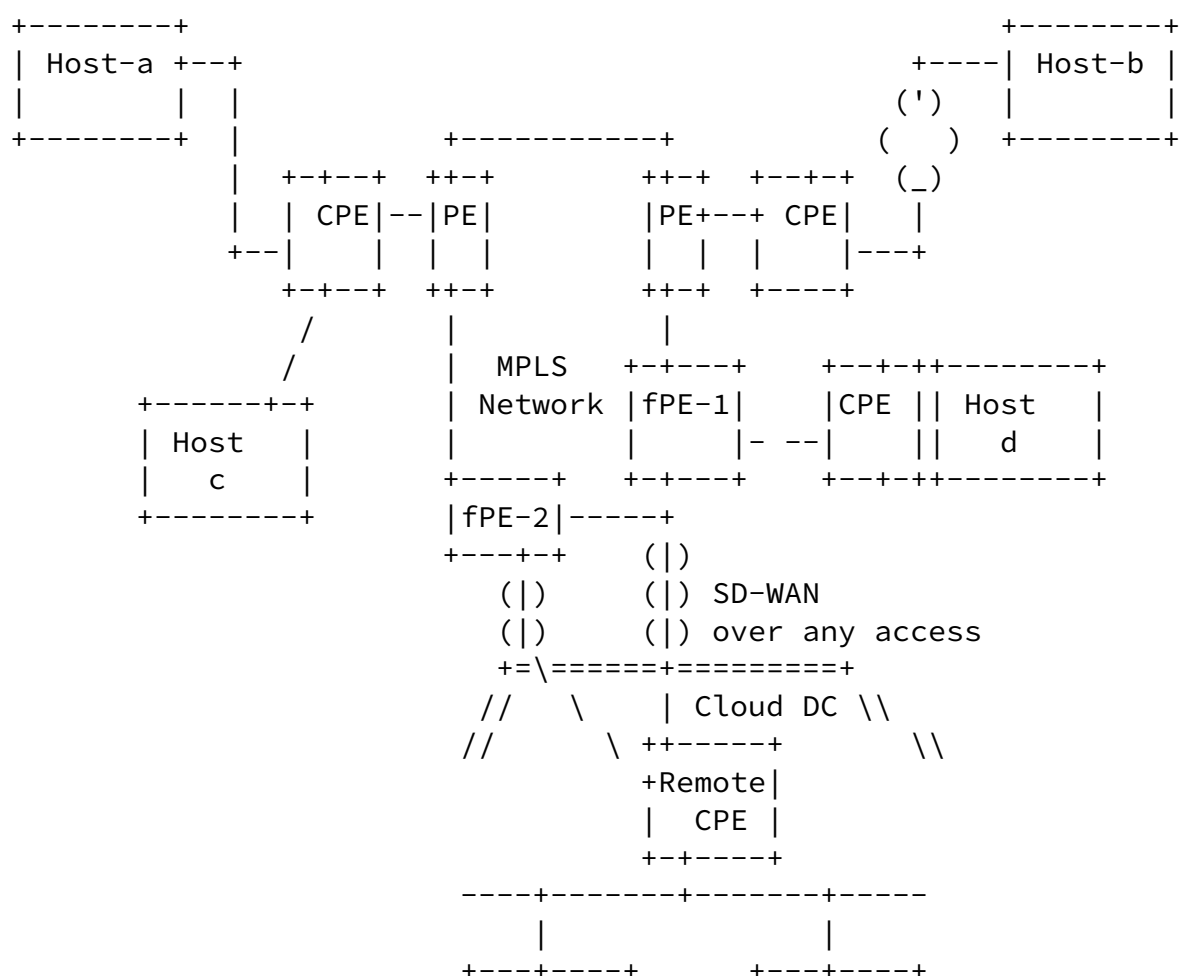 +--------+                                             +--------+
| Host-a +--+                                     +----| Host-b |
|        |  |                                    (')   |        |
+--------+  |           +-----------+           (   )  +--------+
            |  +-+--+  ++-+        ++-+  +--+-+  (_)
            |  | CPE|--|PE|        |PE+--+ CPE|   |
            +--|    |  |  |        |  |  |    |---+
               +-+--+  ++-+        ++-+  +----+
                /       |           |
               /        |  MPLS   +-+---+    +--+-++--------+
       +------+-+       | Network |fPE-1|    |CPE || Host   |
       | Host   |       |         |     |- --|    ||   d    |
       |   c    |       +-----+   +-+---+    +--+-++--------+
       +--------+       |fPE-2|-----+
                        +---+-+    (|)
                           (|)     (|) SD-WAN
                           (|)     (|) over any access
                           +=\======+=========+
                          //   \    | Cloud DC \\
                         //      \ ++-----+       \\
                                   +Remote|
                                   |  CPE |
                                   +-+----+
                         ----+-------+-------+-----
                             |               |
                         +---+----+      +---+----+